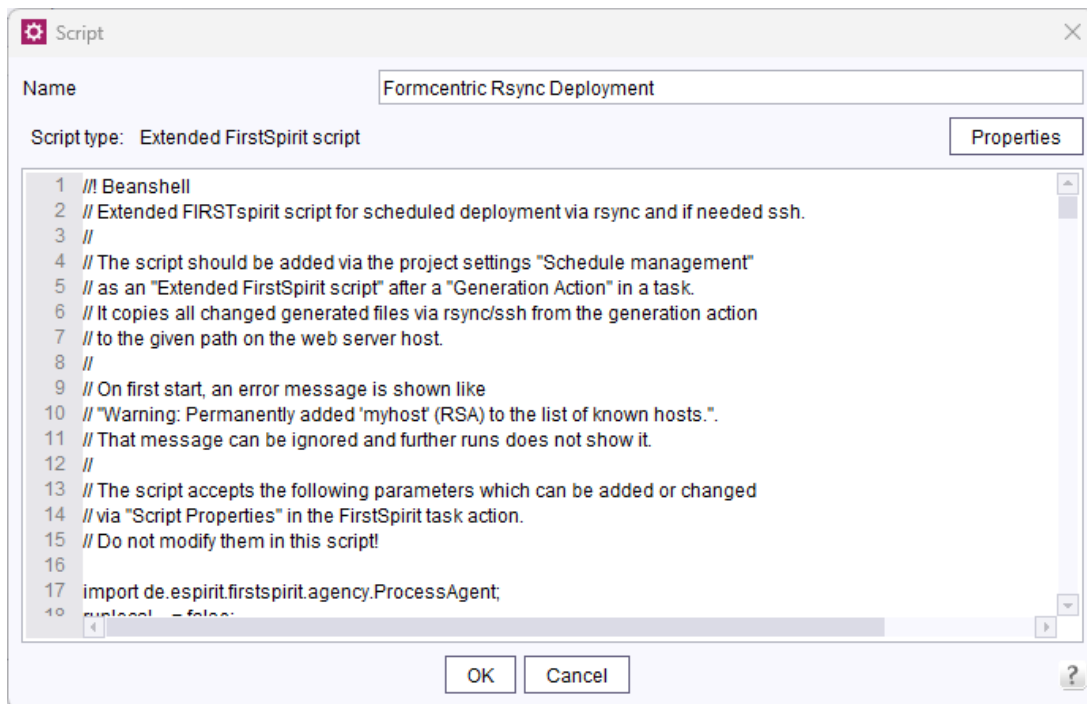 Script
Name
Formcentric Rsync Deployment
Script type: Extended FirstSpirit script
Properties
1 //! Beanshell
2 // Extended FIRSTspirit script for scheduled deployment via rsync and if needed ssh.
3 //
4 // The script should be added via the project settings "Schedule management"
5 // as an "Extended FirstSpirit script" after a "Generation Action" in a task.
6 // It copies all changed generated files via rsync/ssh from the generation action
7 // to the given path on the web server host.
8 //
9 // On first start, an error message is shown like
10 // "Warning: Permanently added 'myhost' (RSA) to the list of known hosts.".
11 // That message can be ignored and further runs does not show it.
12 //
13 // The script accepts the following parameters which can be added or changed
14 // via "Script Properties" in the FirstSpirit task action.
15 // Do not modify them in this script!
16
17 import de.espirit.firstspirit.agency.ProcessAgent;
18 runlocal = false;
OK
Cancel
?